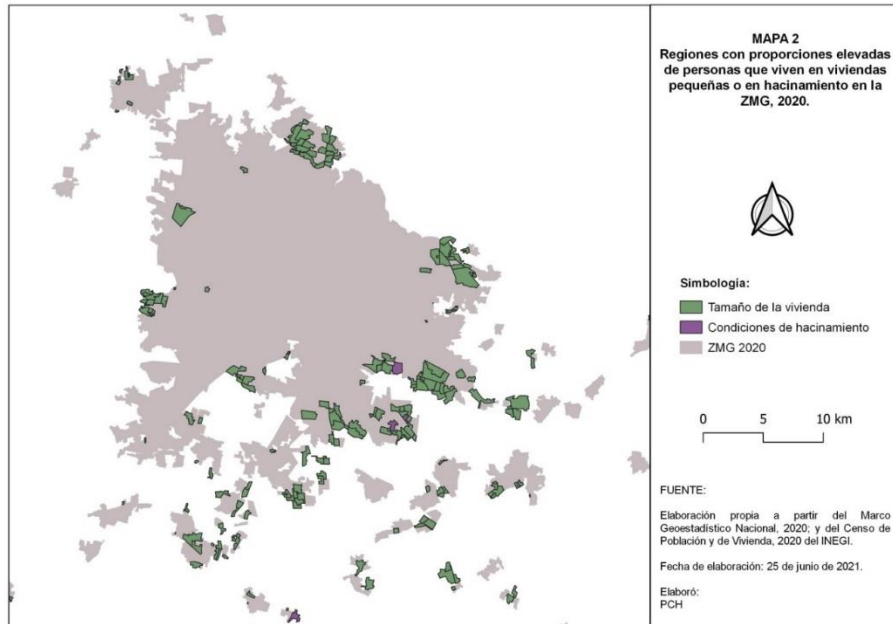 MAPA 2
Regiones con proporciones elevadas
de personas que viven en viviendas
pequeñas o en hacinamiento en la
ZMG, 2020.
Simbología:
Tamaño de la vivienda
Condiciones de hacinamiento
ZMG 2020
0 5 10 km
FUENTE:
Elaboración propia a partir del Marco
Geoestadístico Nacional, 2020; y del Censo de
Población y de Vivienda, 2020 del INEGI.
Fecha de elaboración: 25 de junio de 2021.
Elaboró:
PCH